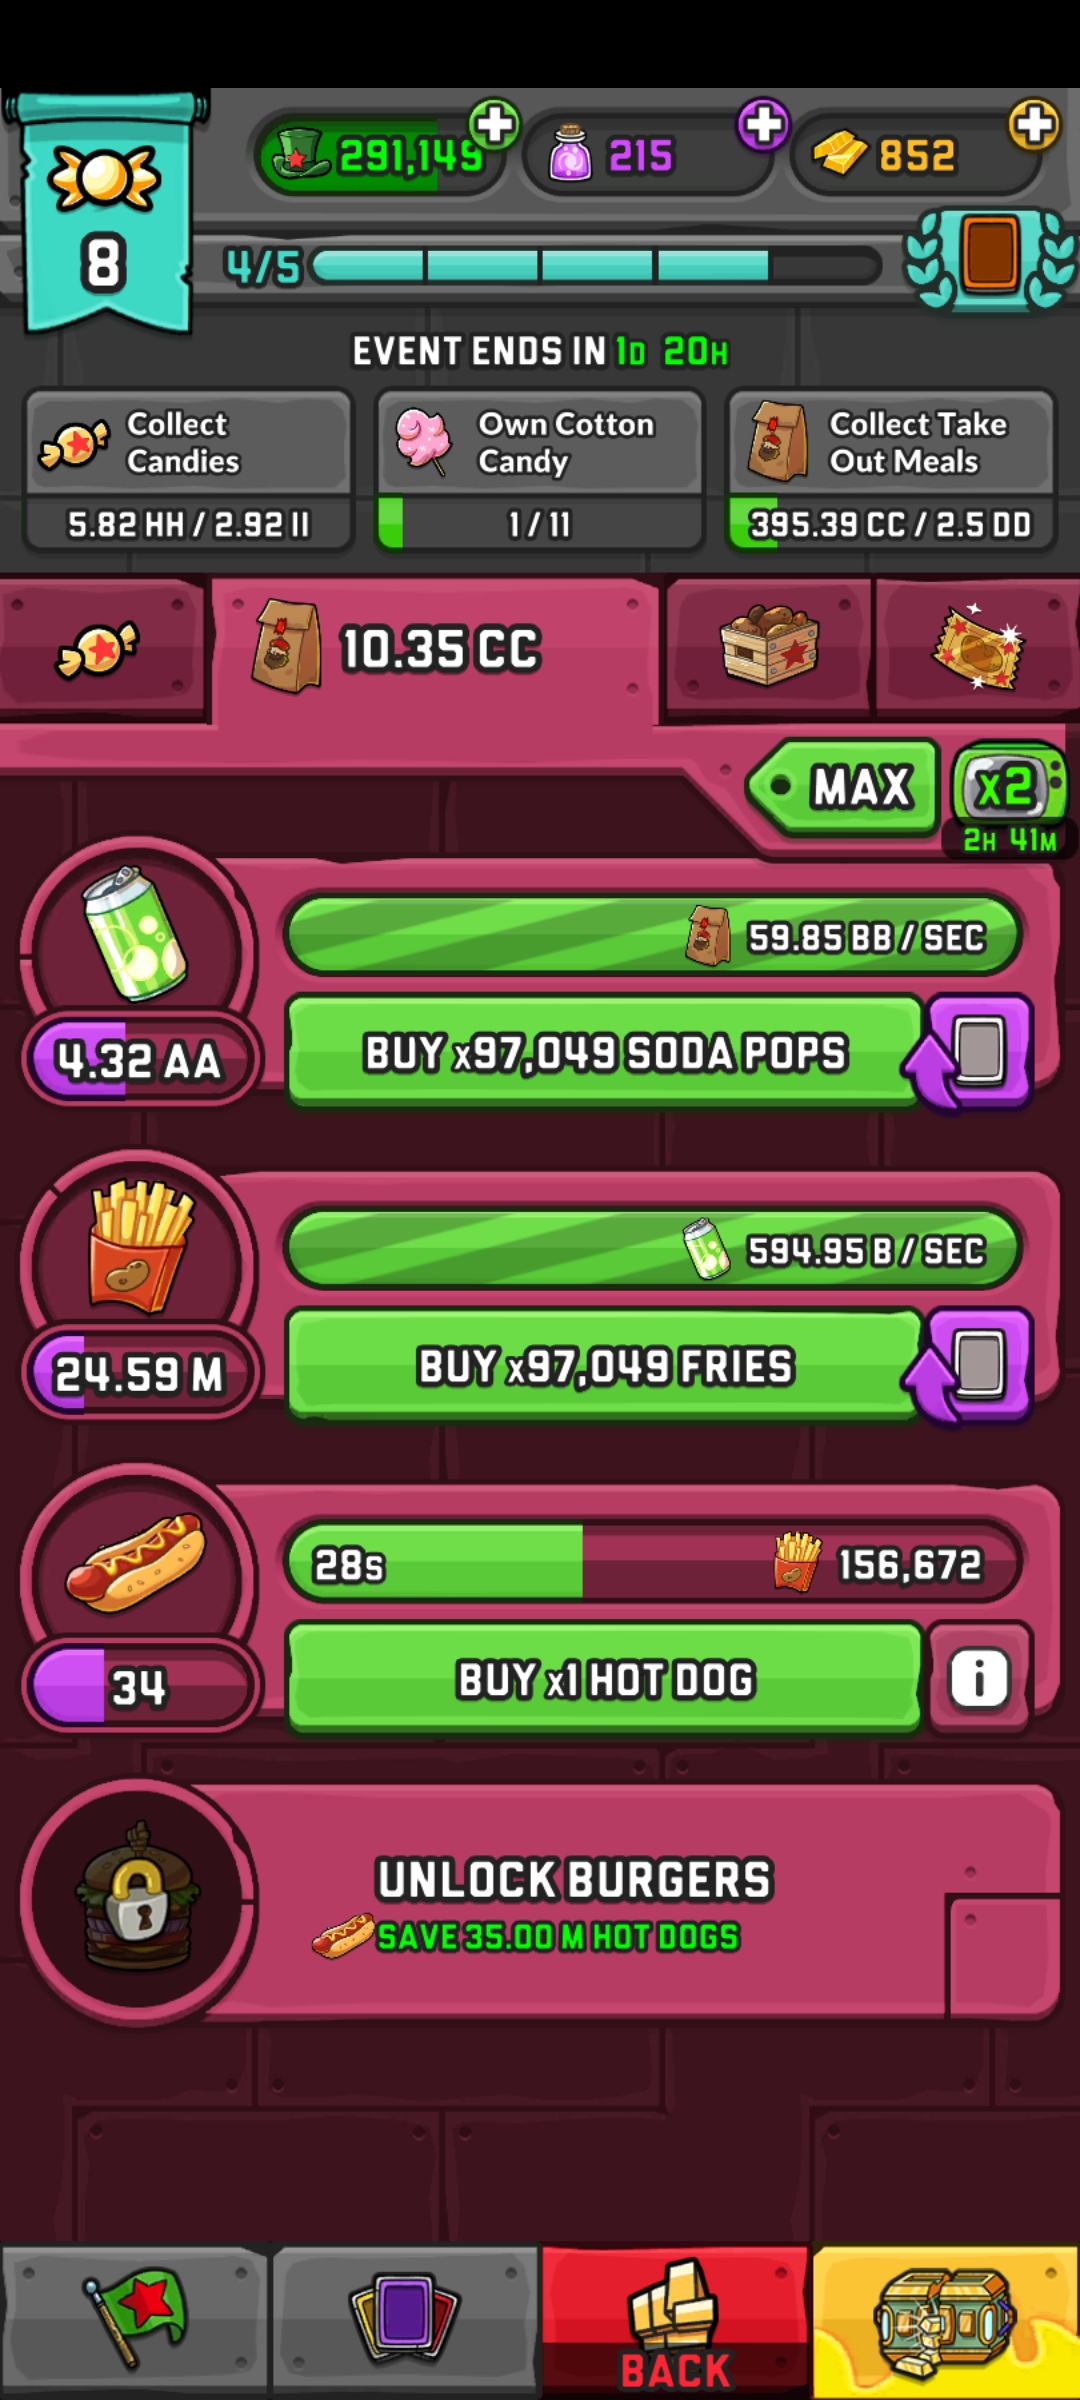 291,149
215
852
8
4/5
EVENT ENDS IN 1D 20H
Collect
Candies
5.82 HH / 2.92 II
Own Cotton
Candy
1 / 11
Collect Take
Out Meals
395.39 CC / 2.5 DD
10.35 CC
MAX
x2
2H 41M
59.85 BB / SEC
4.32 AA
BUY x97,049 SODA POPS
594.95 B / SEC
24.59 M
BUY x97,049 FRIES
28s
156,672
34
BUY x1 HOT DOG
i
UNLOCK BURGERS
SAVE 35.00 M HOT DOGS
BACK